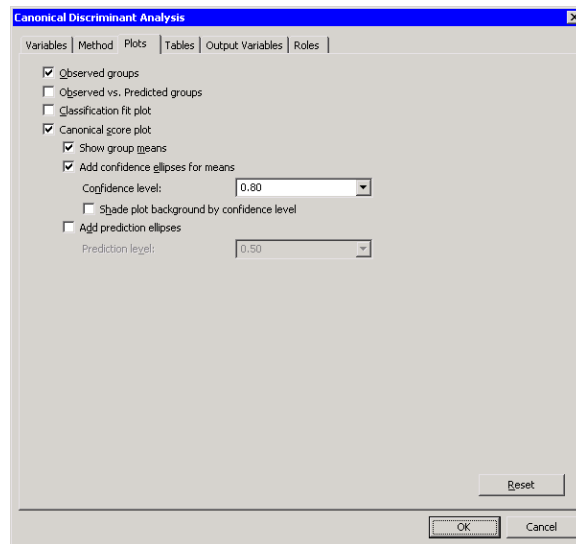 Canonical Discriminant Analysis
Variables Method Plots Tables Output Variables Roles
Observed groups
Observed vs. Predicted groups
Classification fit plot
Canonical score plot
Show group means
Add confidence ellipses for means
Confidence level: 0.80
Shade plot background by confidence level
Add prediction ellipses
Prediction level: 0.50
Reset
OK Cancel